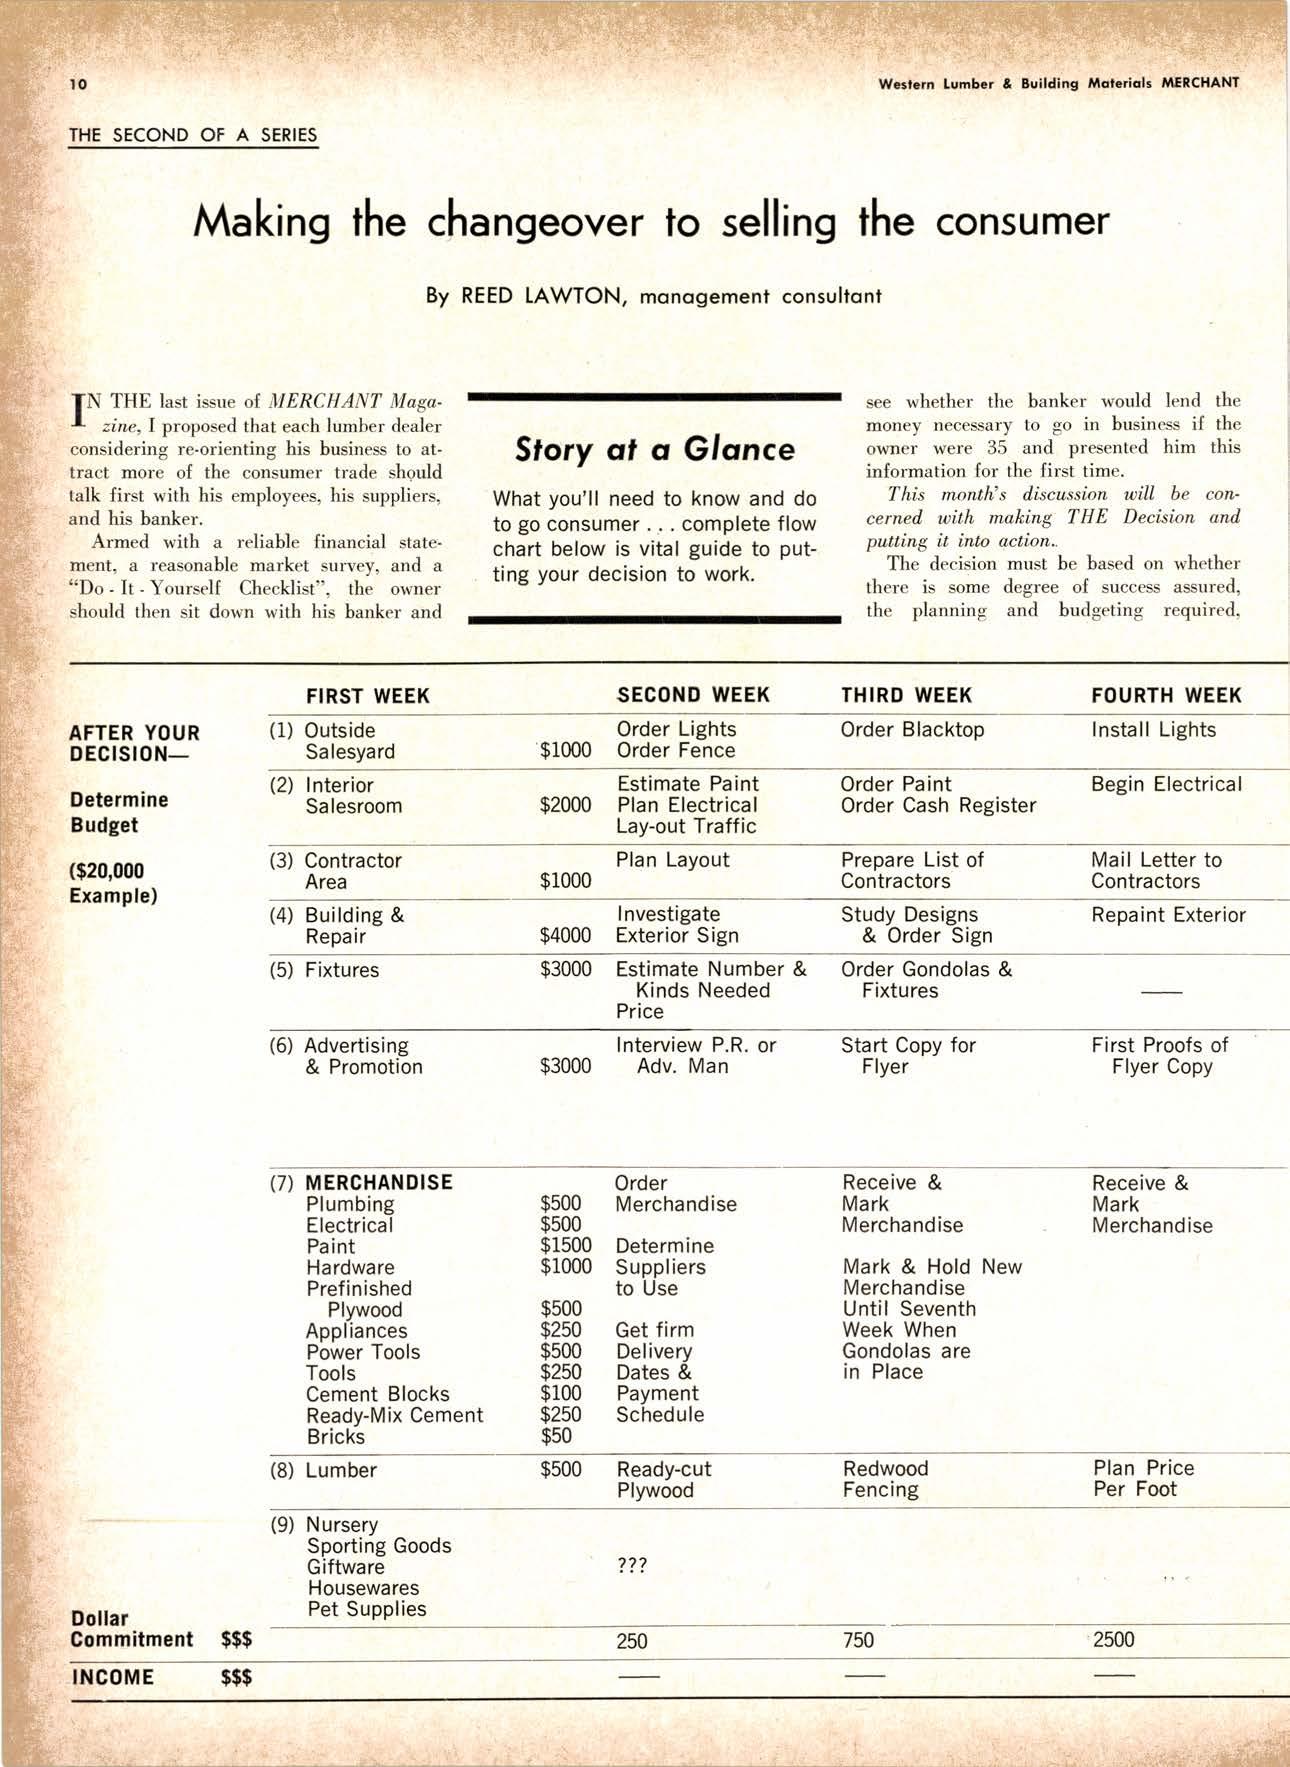 10
Western Lumber & Building Materials MERCHANT
THE SECOND OF A SERIES
Making the changeover to selling the consumer
By REED LAWTON, management consultant
IN THE last issue of MERCHANT Maga-
zine, I proposed that each lumber dealer
considering re-orienting his business to at-
tract more of the consumer trade should
talk first with his employees, his suppliers,
and his banker.
Armed with a reliable financial state-
ment, a reasonable market survey, and a
“Do - It - Yourself Checklist”, the owner
should then sit down with his banker and
Story at a Glance
What you'll need to know and do
to go consumer . . . complete flow
chart below is vital guide to put-
ting your decision to work.
see whether the banker would lend the
money necessary to go in business if the
owner were 35 and presented him this
information for the first time.
This month's discussion will be con-
cerned with making THE Decision and
putting it into action..
The decision must be based on whether
there is some degree of success assured,
the planning and budgeting required,
FIRST WEEK SECOND WEEK THIRD WEEK FOURTH WEEK
AFTER YOUR (1) Outside Order Lights Order Blacktop Install Lights
DECISION— Salesyard $1000 Order Fence
(2) Interior Estimate Paint Order Paint Begin Electrical
Determine Salesroom $2000 Plan Electrical Order Cash Register
Budget Lay-out Traffic
($20,000 (3) Contractor Plan Layout Prepare List of Mail Letter to
Example) Area $1000 Contractors Contractors
(4) Building & Investigate Study Designs Repaint Exterior
Repair $4000 Exterior Sign & Order Sign
(5) Fixtures $3000 Estimate Number & Order Gondolas &
Kinds Needed Fixtures —
Price
(6) Advertising Interview P.R. or Start Copy for First Proofs of
& Promotion $3000 Adv. Man Flyer Flyer Copy
(7) MERCHANDISE Order Receive & Receive &
Plumbing $500 Merchandise Mark Mark
Electrical $500 Merchandise Merchandise
Paint $1500 Determine
Hardware $1000 Suppliers Mark & Hold New
Prefinished to Use Merchandise
Plywood $500 Until Seventh
Appliances $250 Get firm Week When
Power Tools $500 Delivery Gondolas are
Tools $250 Dates & in Place
Cement Blocks $100 Payment
Ready-Mix Cement $250 Schedule
Bricks $50
(8) Lumber $500 Ready-cut Redwood Plan Price
Plywood Fencing Per Foot
(9) Nursery
Sporting Goods
Giftware ???
Housewares
Pet Supplies
Dollar
Commitment $$$ 250 750 2500
INCOME $$$ — — —